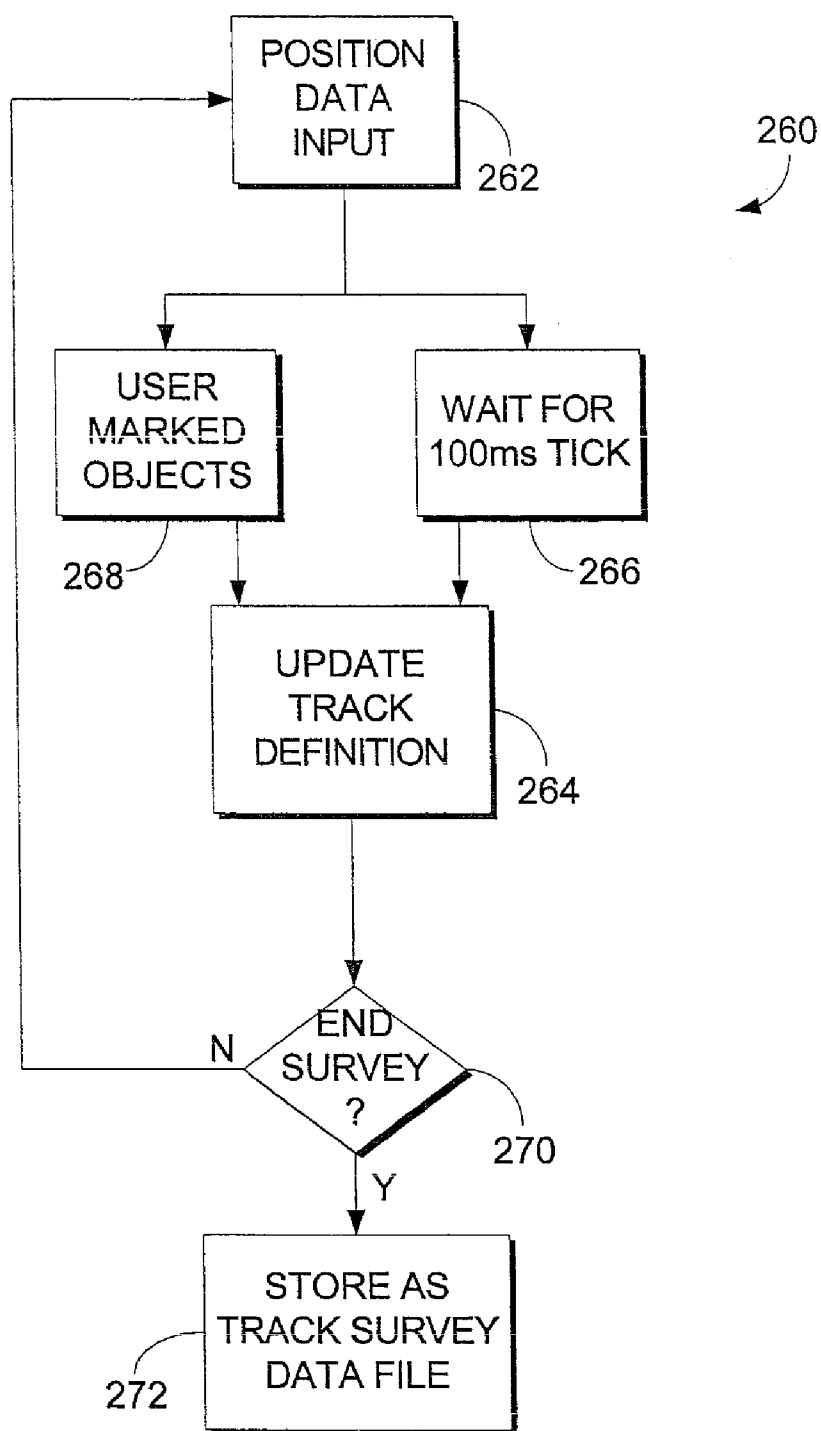 POSITION
DATA
INPUT
262
260
USER
MARKED
OBJECTS
268
WAIT FOR
100ms TICK
266
UPDATE
TRACK
DEFINITION
264
END
SURVEY
?
N
270
Y
STORE AS
TRACK SURVEY
DATA FILE
272